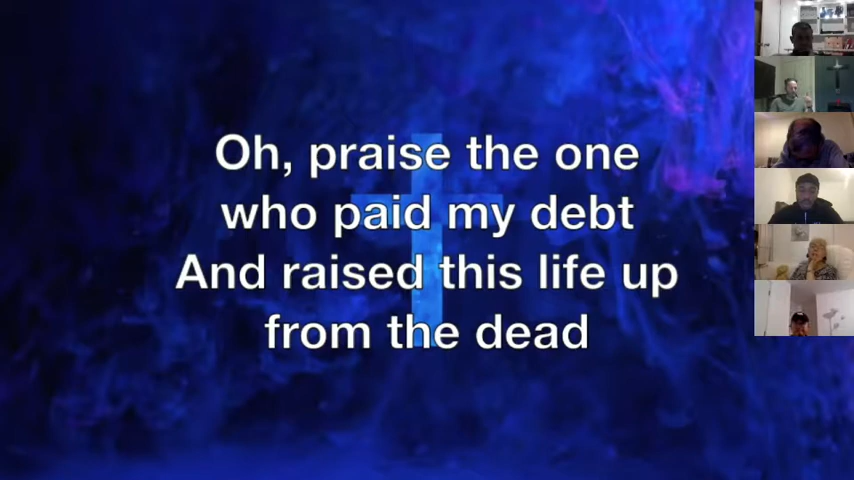 Oh, praise the one
who paid my debt
And raised this life up
from the dead